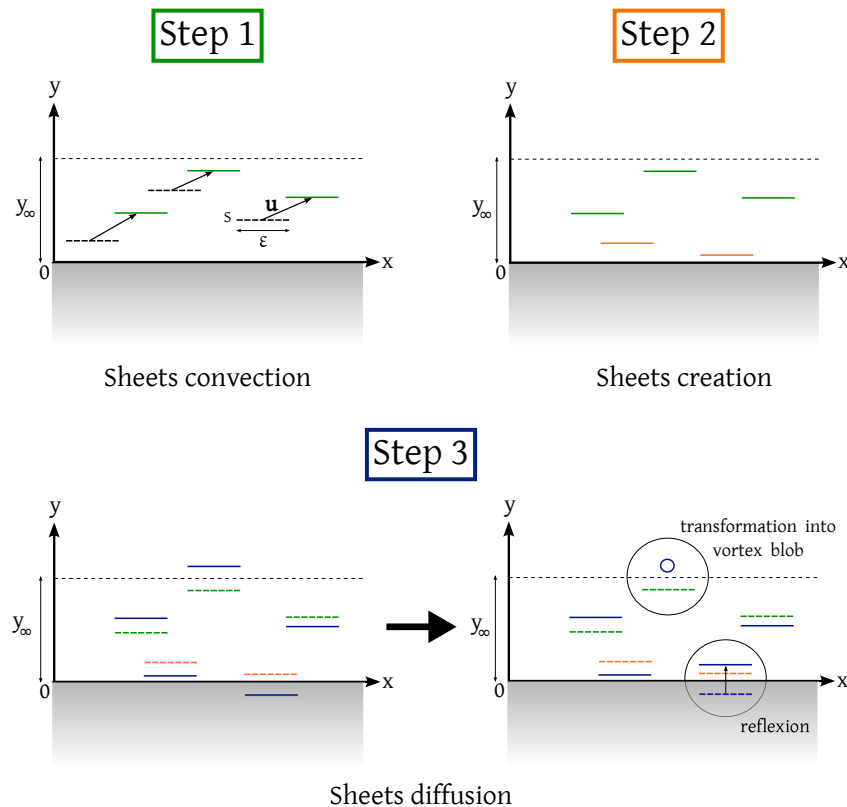 Step 1
y
y∞
0
x
s
u
ε
Sheets convection
Step 2
y
y∞
0
x
Sheets creation
Step 3
y
y∞
0
x
y
transformation into
vortex blob
y∞
0
x
reflexion
Sheets diffusion